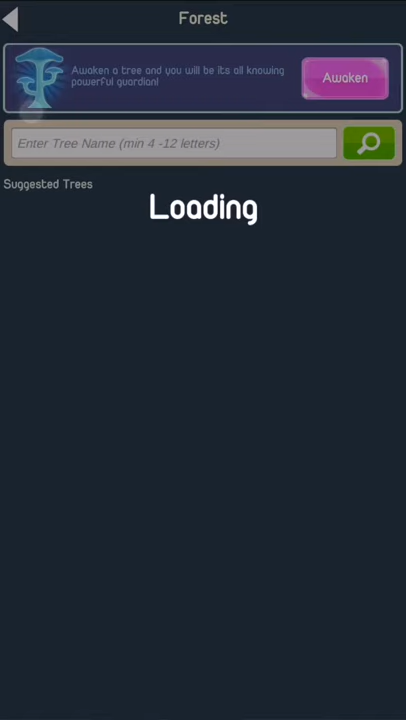 Forest
Awaken a tree and you will be its all knowing
powerful guardian!
Awaken
Enter Tree Name (min 4 -12 letters)
Suggested Trees
Loading